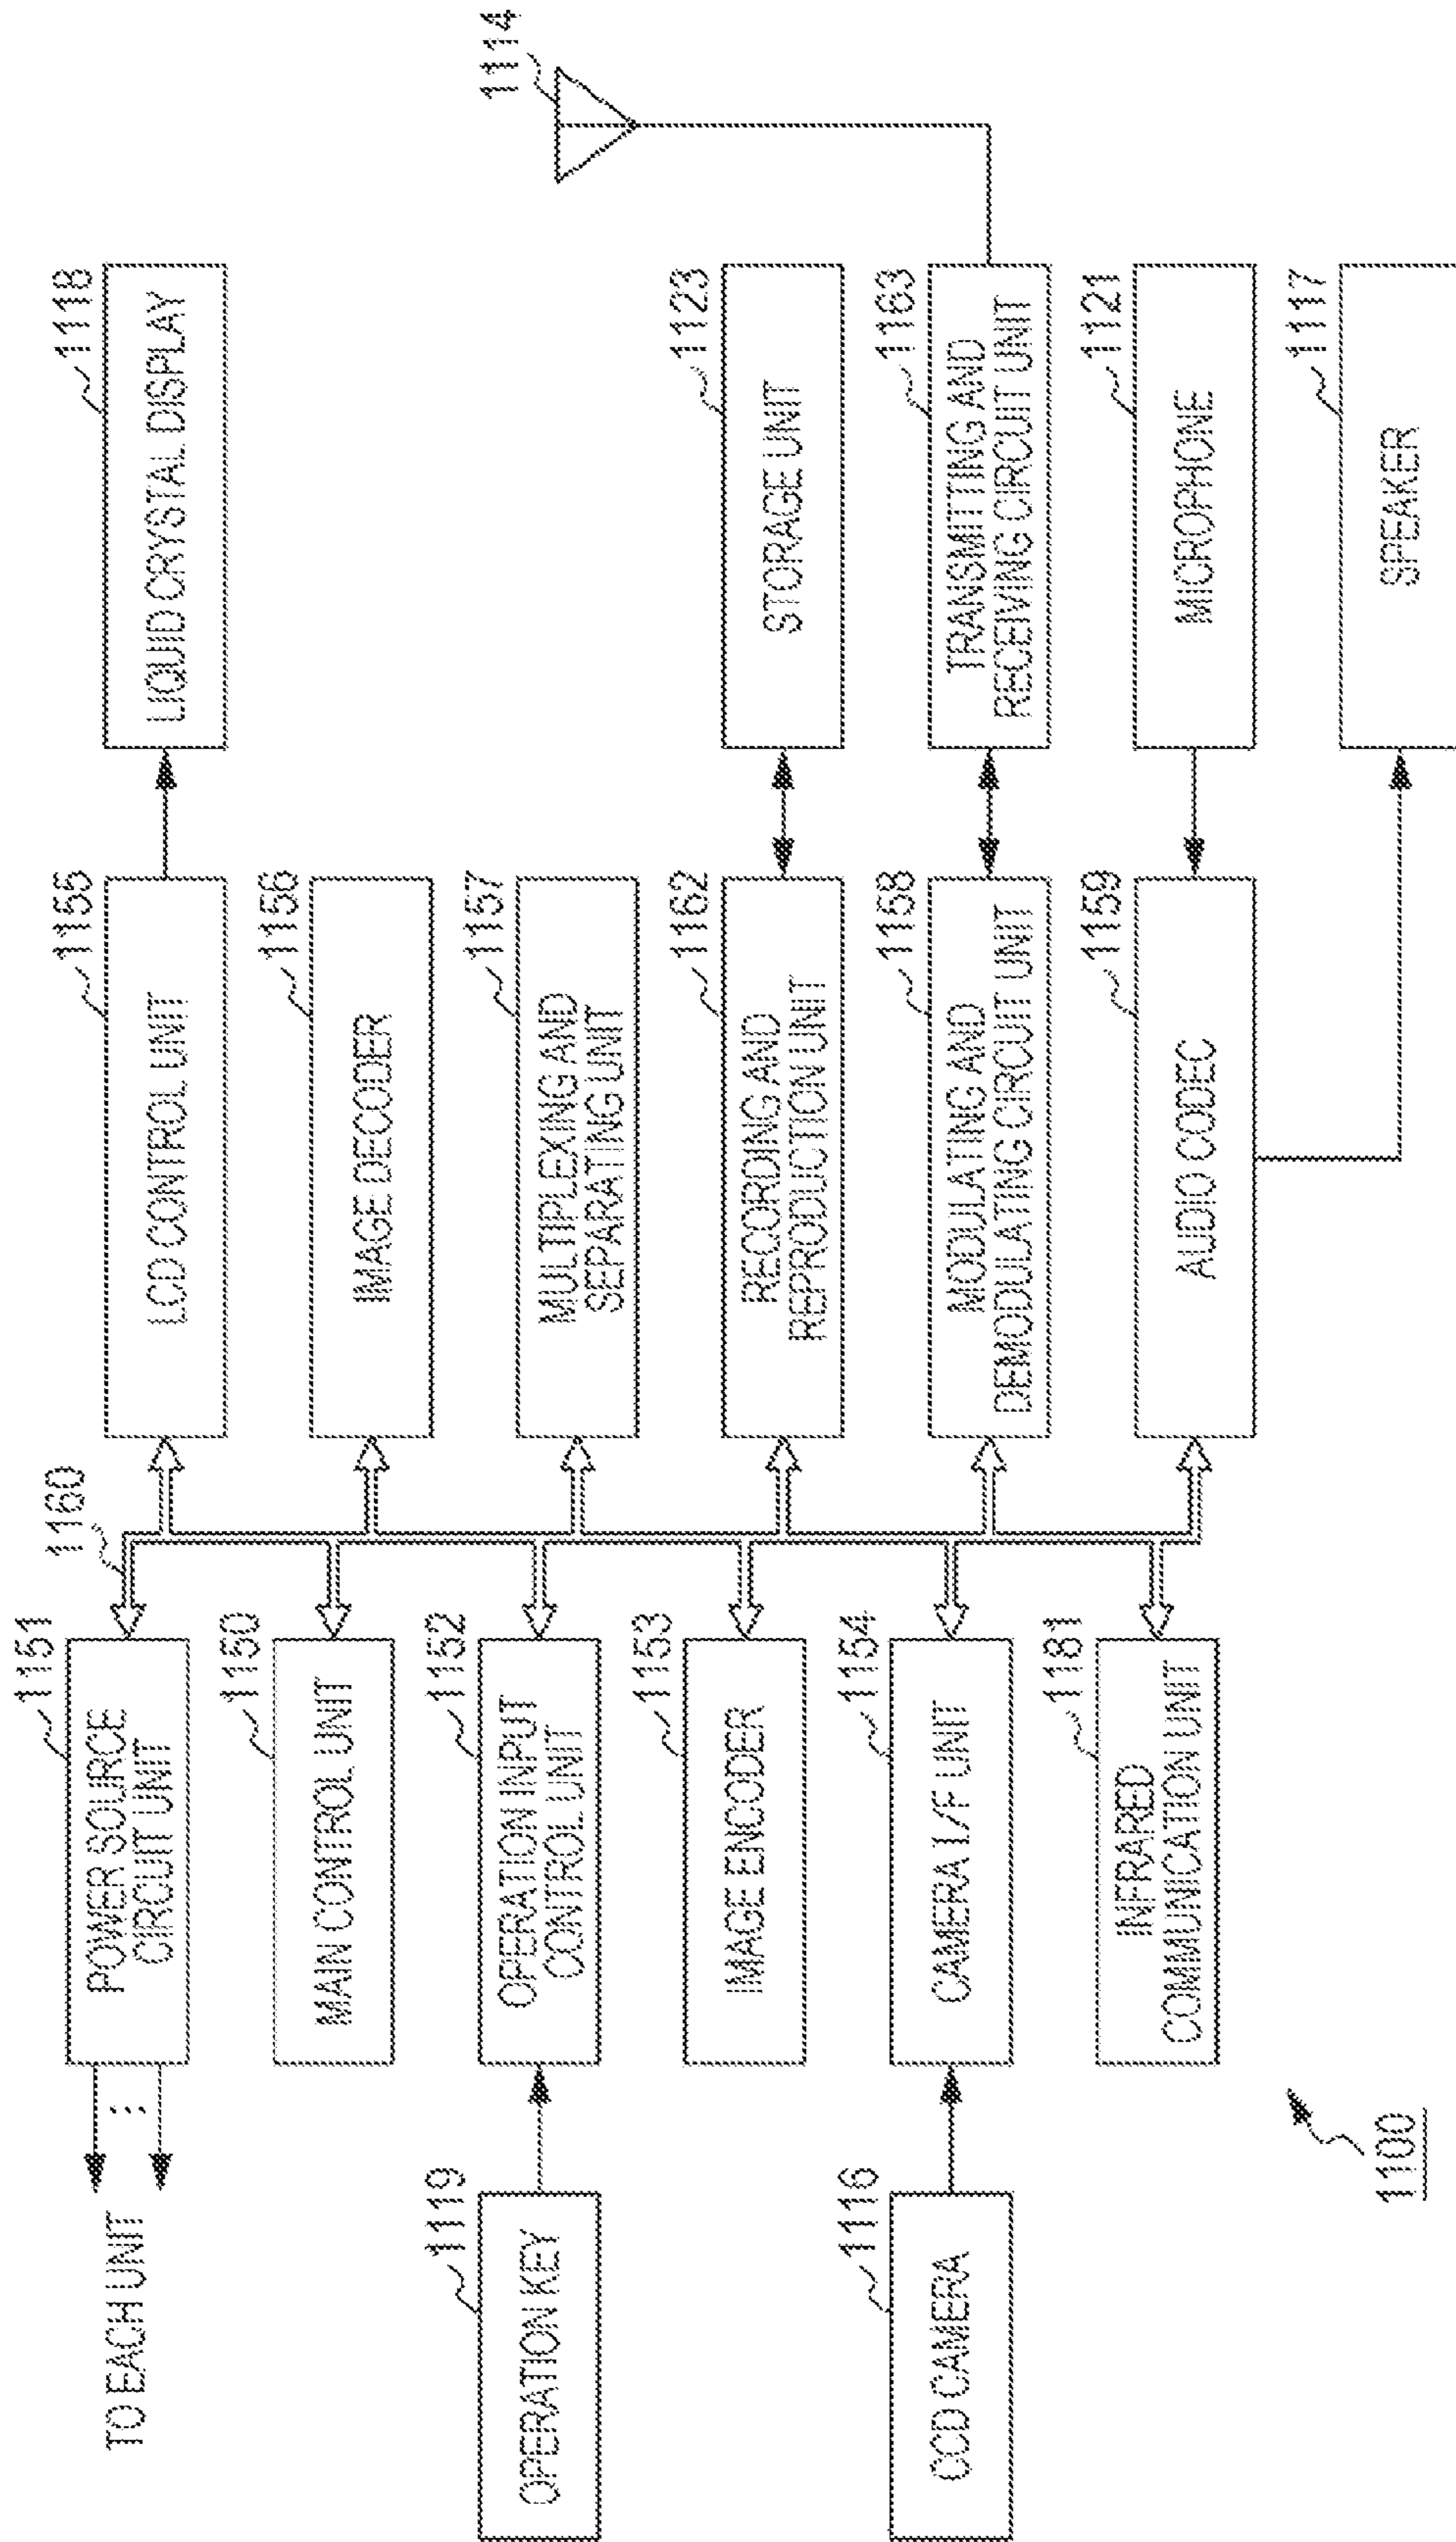 1151
POWER SOURCE
CIRCUIT UNIT
TO EACH UNIT
1160
1155
LCD CONTROL UNIT
1118
LIQUID CRYSTAL DISPLAY
1150
MAIN CONTROL UNIT
1156
IMAGE DECODER
1119
OPERATION KEY
1152
OPERATION INPUT
CONTROL UNIT
1157
MULTIPLEXING AND
SEPARATING UNIT
1114
1153
IMAGE ENCODER
1162
RECORDING AND
REPRODUCTION UNIT
1123
STORAGE UNIT
1116
CCD CAMERA
1154
CAMERA I/F UNIT
1158
MODULATING AND
DEMODULATING CIRCUIT UNIT
1163
TRANSMITTING AND
RECEIVING CIRCUIT UNIT
1181
INFRARED
COMMUNICATION UNIT
1159
AUDIO CODEC
1121
MICROPHONE
1117
SPEAKER
1100